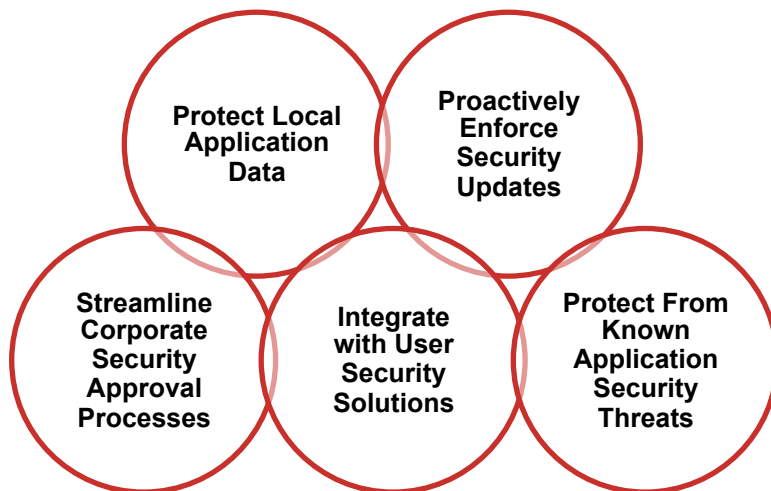 Protect Local
Application
Data
Proactively
Enforce
Security
Updates
Streamline
Corporate
Security
Approval
Processes
Integrate
with User
Security
Solutions
Protect From
Known
Application
Security
Threats